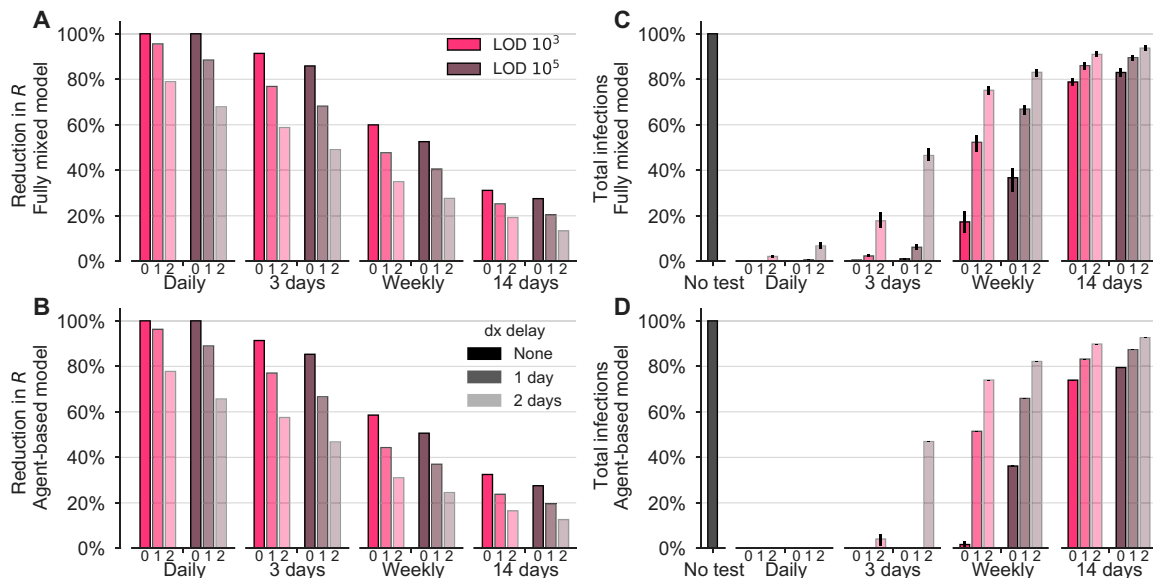 A
Reduction in R
Fully mixed model
100%
80%
60%
40%
20%
0%
LOD 10³
LOD 10⁵
0 1 2 0 1 2 0 1 2 0 1 2 0 1 2 0 1 2 0 1 2 0 1 2
Daily 3 days Weekly 14 days
C
Total infections
Fully mixed model
100%
80%
60%
40%
20%
0%
0 1 2 0 1 2 0 1 2 0 1 2 0 1 2 0 1 2 0 1 2 0 1 2
No test Daily 3 days Weekly 14 days
B
Reduction in R
Agent-based model
100%
80%
60%
40%
20%
0%
dx delay
None
1 day
2 days
0 1 2 0 1 2 0 1 2 0 1 2 0 1 2 0 1 2 0 1 2 0 1 2
Daily 3 days Weekly 14 days
D
Total infections
Agent-based model
100%
80%
60%
40%
20%
0%
0 1 2 0 1 2 0 1 2 0 1 2 0 1 2 0 1 2 0 1 2 0 1 2
No test Daily 3 days Weekly 14 days